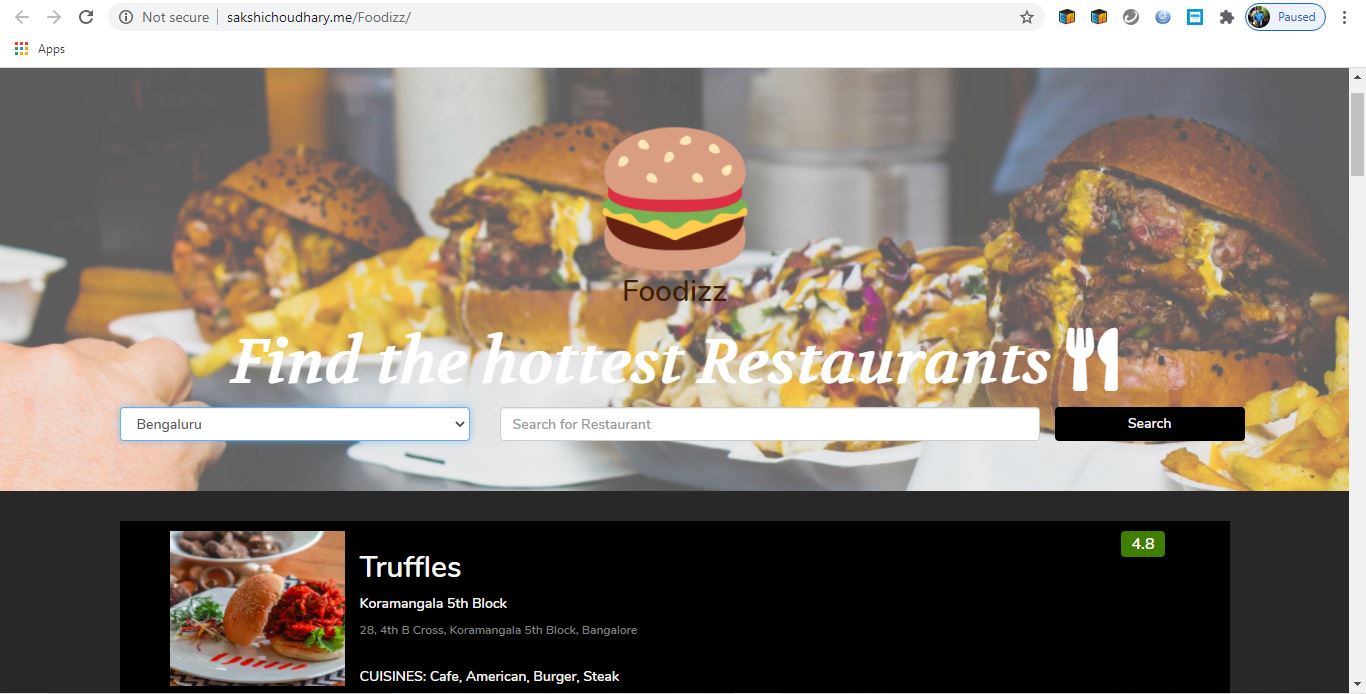 Not secure | sakshichoudhary.me/Foodizz/
Paused
Apps
Foodizz
Find the hottest Restaurants
Bengaluru
Search for Restaurant
Search
Truffles
4.8
Koramangala 5th Block
28, 4th B Cross, Koramangala 5th Block, Bangalore
CUISINES: Cafe, American, Burger, Steak